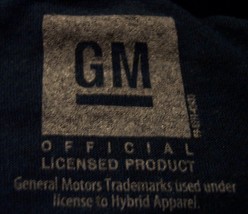 GM
OFFICIAL
LICENSED PRODUCT
General Motors Trademarks used under
license to Hybrid Apparel.